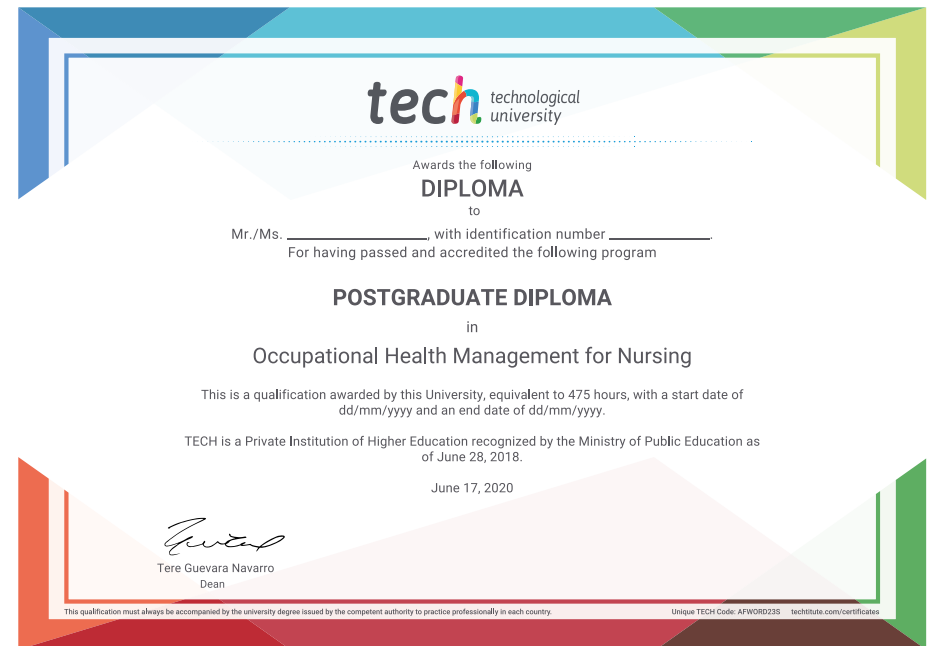 tech technological
university
Awards the following
DIPLOMA
to
Mr./Ms. ____________________, with identification number ______________.
For having passed and accredited the following program
POSTGRADUATE DIPLOMA
in
Occupational Health Management for Nursing
This is a qualification awarded by this University, equivalent to 475 hours, with a start date of
dd/mm/yyyy and an end date of dd/mm/yyyy.
TECH is a Private Institution of Higher Education recognized by the Ministry of Public Education as
of June 28, 2018.
June 17, 2020
Tere Guevara Navarro
Dean
This qualification must always be accompanied by the university degree issued by the competent authority to practice professionally in each country.
Unique TECH Code: AFWORD23S techtitute.com/certificates